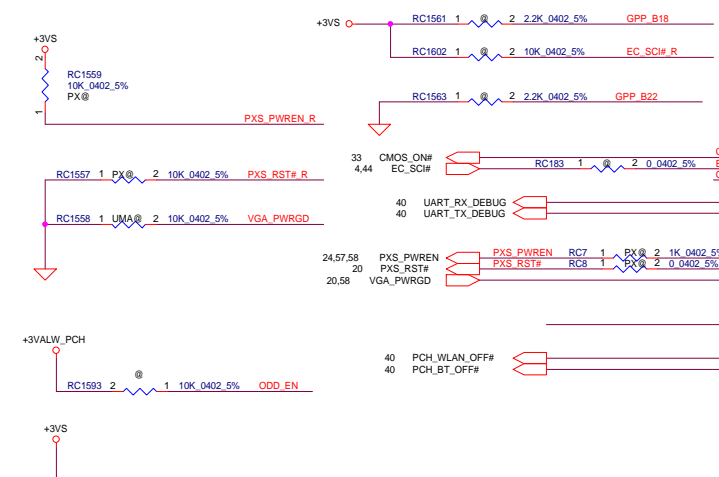 +3VS
RC1561 1 @ 2 2.2K_0402_5% GPP_B18
RC1602 1 @ 2 10K_0402_5% EC_SCI#_R
RC1563 1 @ 2 2.2K_0402_5% GPP_B22
+3VS
2
RC1559
10K_0402_5%
PX@
1
PXS_PWREN_R
RC1557 1 PX@ 2 10K_0402_5% PXS_RST#_R
RC1558 1 UMA@ 2 10K_0402_5% VGA_PWRGD
33 CMOS_ON#
4,44 EC_SCI# RC183 1 @ 2 0_0402_5%
40 UART_RX_DEBUG
40 UART_TX_DEBUG
24,57,58 PXS_PWREN PXS_PWREN RC7 1 PX@ 2 1K_0402_5%
20 PXS_RST# PXS_RST# RC8 1 PX@ 2 0_0402_5%
20,58 VGA_PWRGD
+3VALW_PCH
@
RC1593 2 1 10K_0402_5% ODD_EN
40 PCH_WLAN_OFF#
40 PCH_BT_OFF#
+3VS